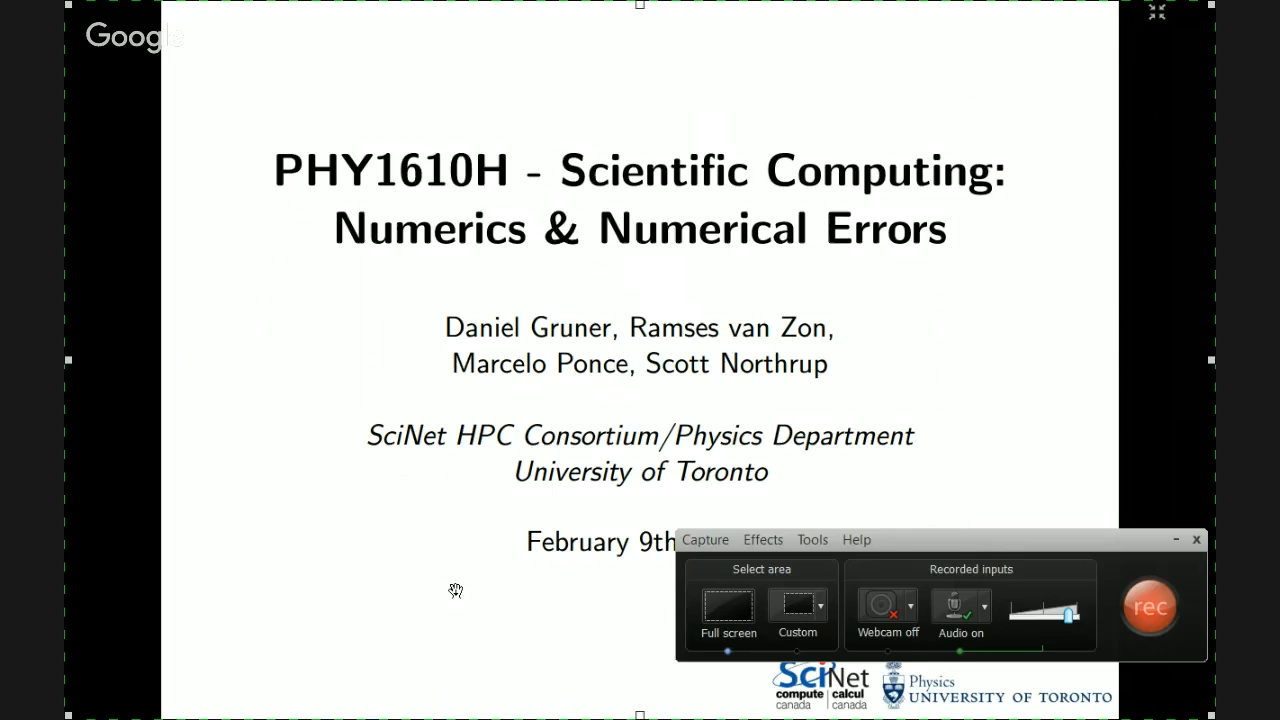 Google
PHY1610H - Scientific Computing:
Numerics & Numerical Errors
Daniel Gruner, Ramses van Zon,
Marcelo Ponce, Scott Northrup
SciNet HPC Consortium/Physics Department
University of Toronto
February 9th
Capture Effects Tools Help
Select area
Recorded inputs
Full screen
Custom
Webcam off
Audio on
rec
SciNet
compute calcul
canada canada
Physics
UNIVERSITY OF TORONTO